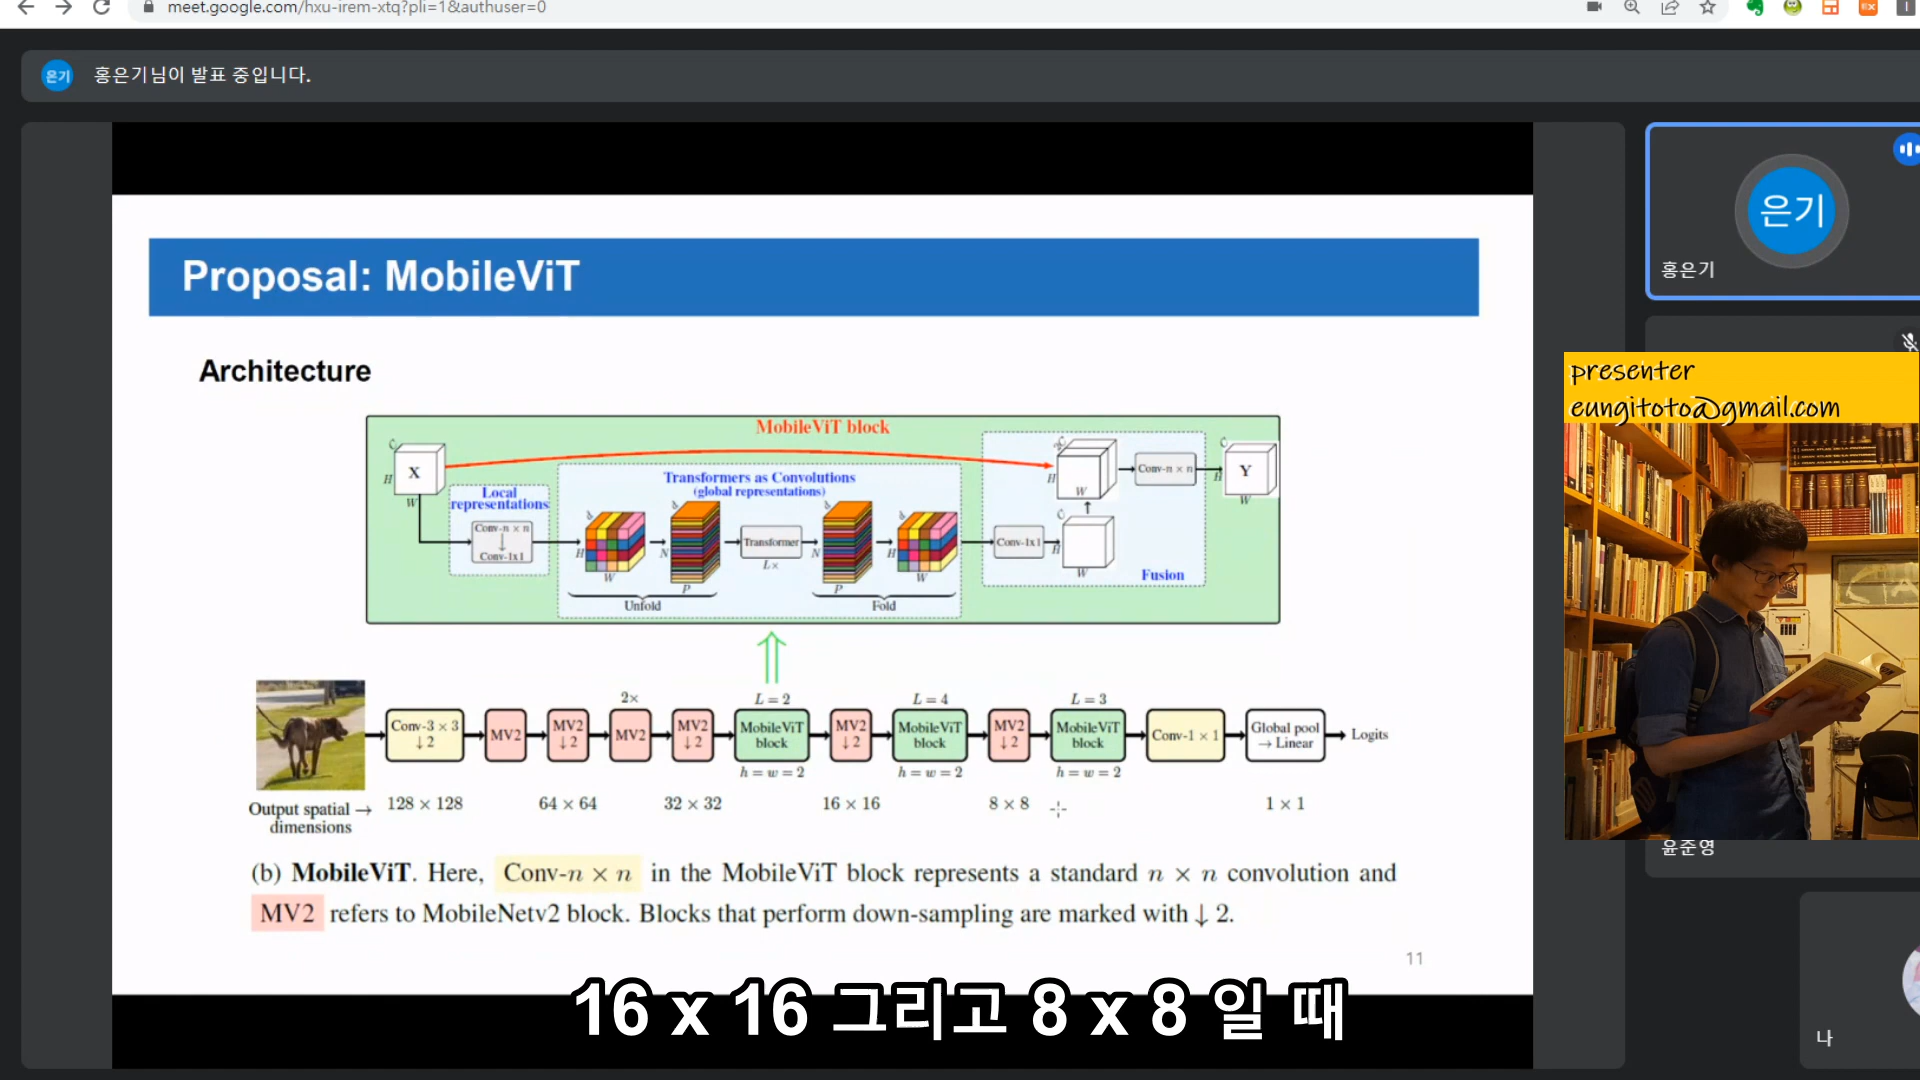 meet.google.com/hxu-irem-xtq?pli=1&authuser=0
은기 홍은기님이 발표 중입니다.
Proposal: MobileViT
Architecture
MobileViT block
X
H
W
Local
representations
Conv-n × n
Conv-1x1
Transformers as Convolutions
(global representations)
d
H
W
d
N
P
Unfold
Transformer
L×
d
N
P
d
H
W
Fold
Conv-1x1
C
H
W
H
W
Conv-n × n
Fusion
C
H
Y
W
2×
L = 2
L = 4
L = 3
Conv-3 × 3
↓ 2
MV2
MV2
↓ 2
MV2
MV2
↓ 2
MobileViT
block
MV2
↓ 2
MobileViT
block
MV2
↓ 2
MobileViT
block
Conv-1 × 1
Global pool
→ Linear
Logits
h = w = 2
h = w = 2
h = w = 2
Output spatial →
dimensions
128 × 128
64 × 64
32 × 32
16 × 16
8 × 8
1 × 1
(b) MobileViT. Here, Conv-n × n in the MobileViT block represents a standard n × n convolution and
MV2 refers to MobileNetv2 block. Blocks that perform down-sampling are marked with ↓ 2.
11
16 x 16 그리고 8 x 8 일 때
은기
홍은기
presenter
eungitoto@gmail.com
윤준영
나